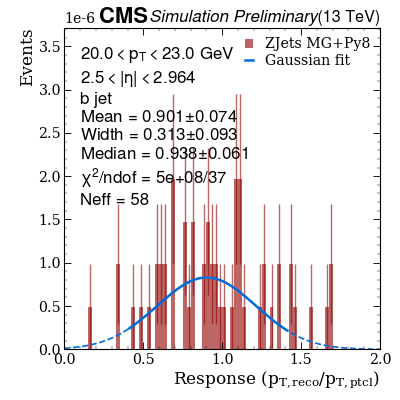 1e-6 CMS Simulation Preliminary (13 TeV)
20.0 < p_T < 23.0 GeV
2.5 < |η| < 2.964
b jet
Mean = 0.901±0.074
Width = 0.313±0.093
Median = 0.938±0.061
χ²/ndof = 5e+08/37
Neff = 58
ZJets MG+Py8
Gaussian fit
Events
3.5
3.0
2.5
2.0
1.5
1.0
0.5
0.0
0.0 0.5 1.0 1.5 2.0
Response (p_T,reco/p_T,ptcl)